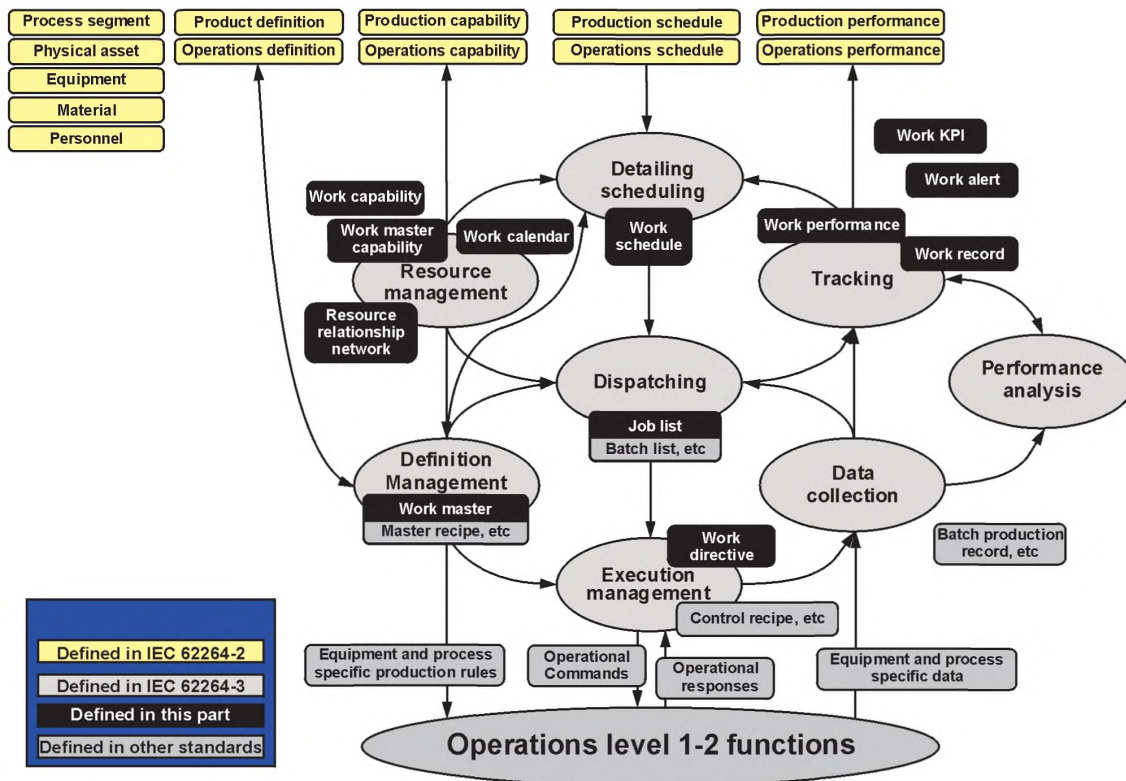 Process segment
Physical asset
Equipment
Material
Personnel
Product definition
Operations definition
Production capability
Operations capability
Production schedule
Operations schedule
Production performance
Operations performance
Work KPI
Work alert
Detailing
scheduling
Work
schedule
Work capability
Work master
capability
Work calendar
Resource
management
Resource
relationship
network
Work performance
Work record
Tracking
Dispatching
Job list
Batch list, etc
Performance
analysis
Definition
Management
Work master
Master recipe, etc
Data
collection
Work
directive
Execution
management
Control recipe, etc
Batch production
record, etc
Equipment and process
specific production rules
Operational
Commands
Operational
responses
Equipment and process
specific data
Operations level 1-2 functions
Defined in IEC 62264-2
Defined in IEC 62264-3
Defined in this part
Defined in other standards